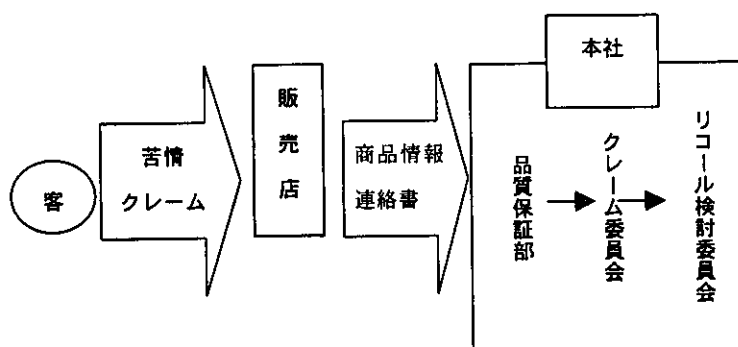 客
苦情
クレーム
販売店
商品情報
連絡書
本社
品質保証部
クレーム委員会
リコール検討委員会